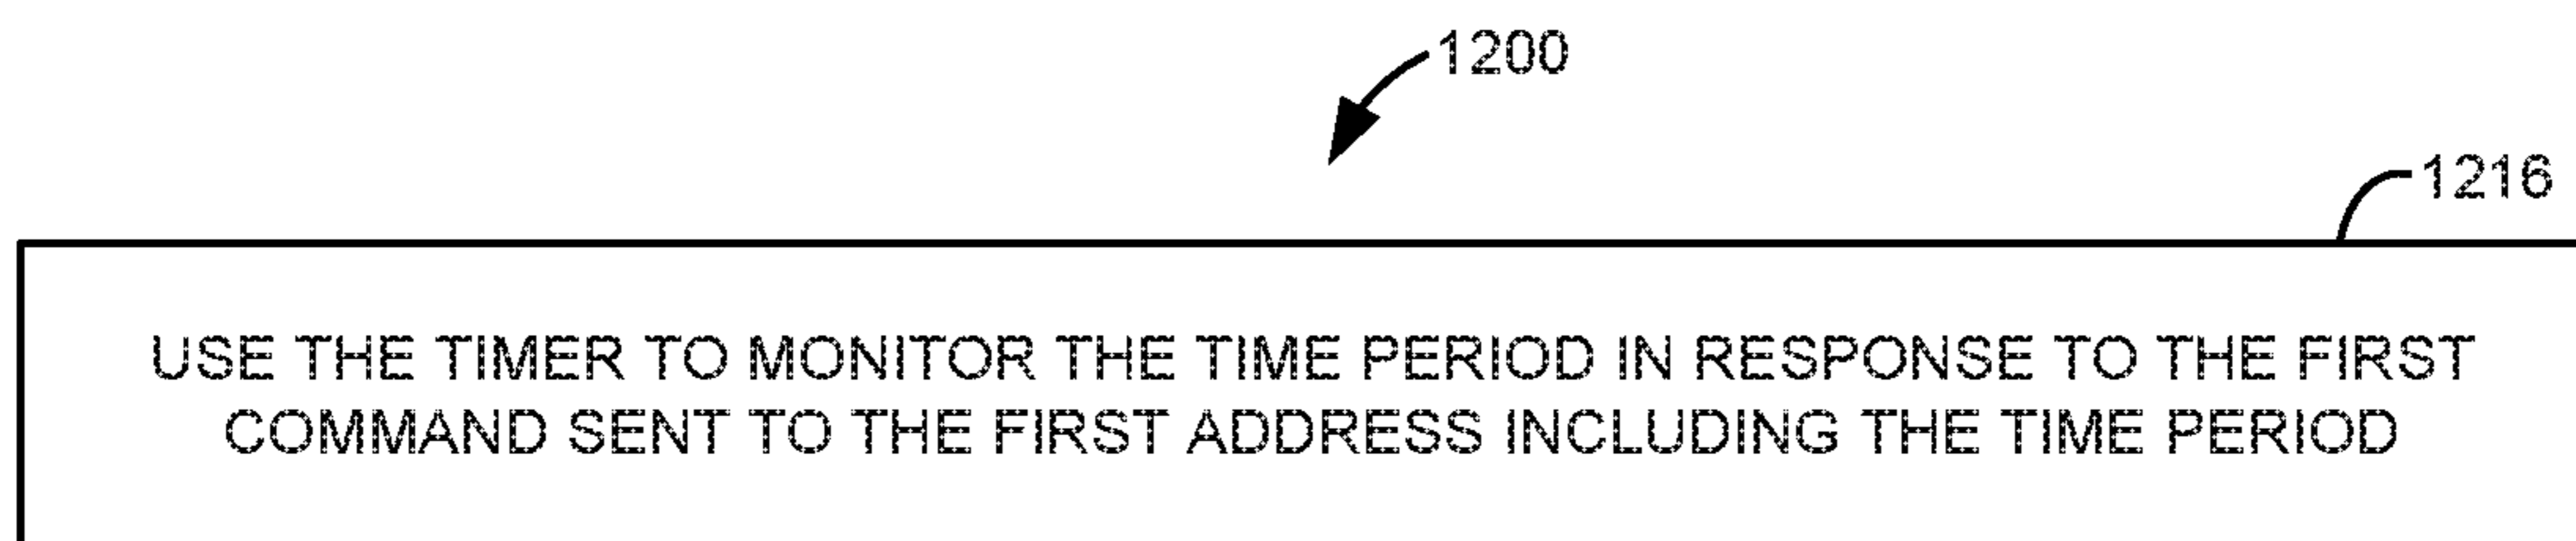 1200
1216
USE THE TIMER TO MONITOR THE TIME PERIOD IN RESPONSE TO THE FIRST
COMMAND SENT TO THE FIRST ADDRESS INCLUDING THE TIME PERIOD